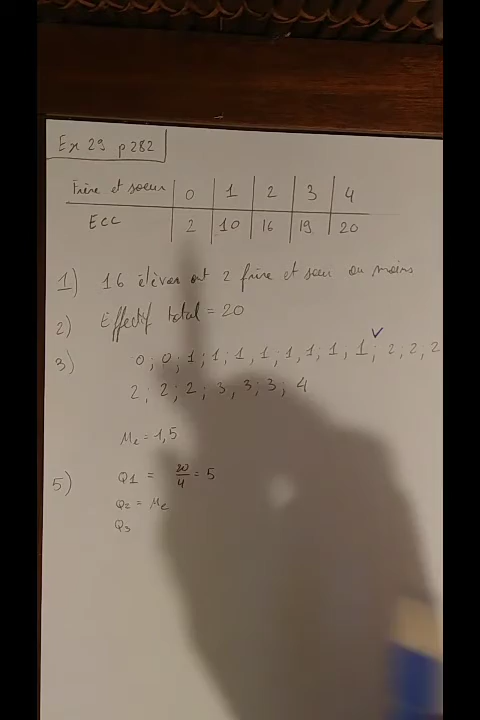 Ex 29 p 282
Frère et soeur 0 1 2 3 4
ECC 2 10 16 19 20
1) 16 élèves ont 2 frère et sœur ou moins
2) Effectif total = 20
3) 0 ; 0 ; 1 ; 1 ; 1 , 1 ; 1 , 1 ; 1 , 1 ; 2 ; 2 , 2
2 ; 2 ; 2 ; 3 , 3 ; 3 ; 4
Me = 1,5
5) Q1 = 20/4 = 5
Q2 = Me
Q3